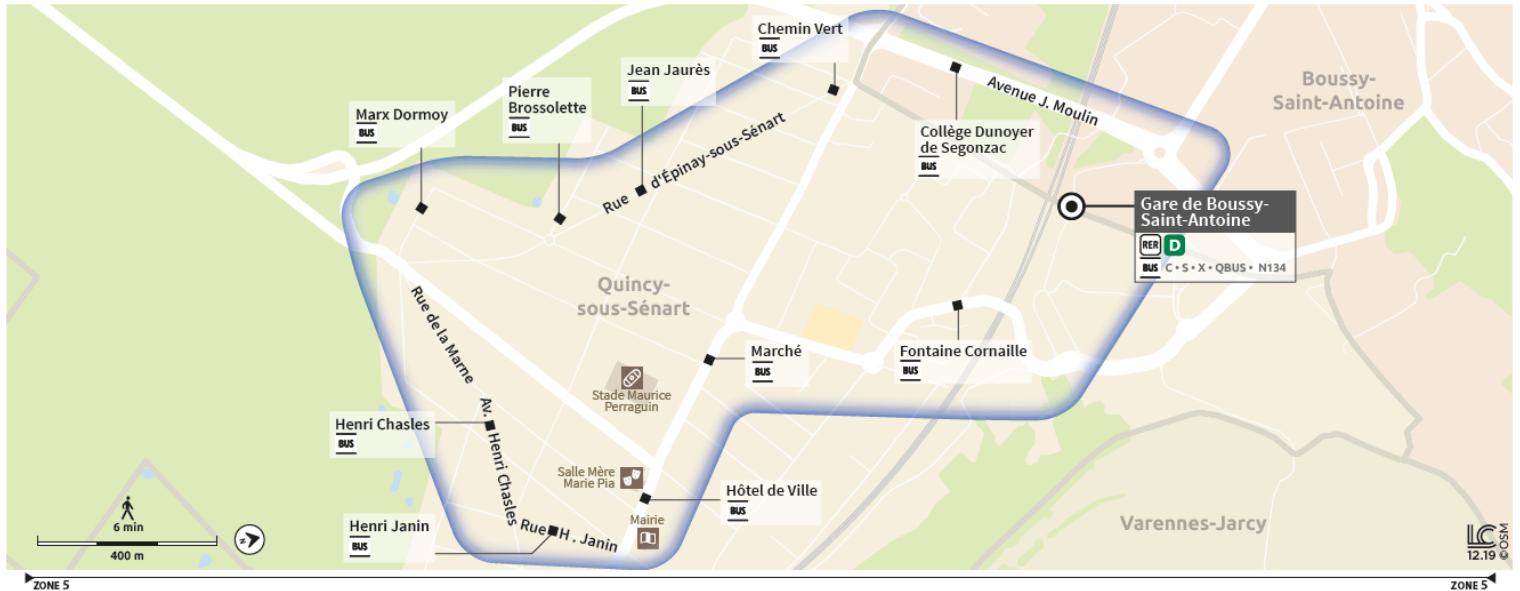 Chemin Vert
BUS
Jean Jaurès
BUS
Pierre
Brossolette
BUS
Marx Dormoy
BUS
Rue d'Épinay-sous-Sénart
Avenue J. Moulin
Collège Dunoyer
de Segonzac
BUS
Boussy-
Saint-Antoine
Gare de Boussy-
Saint-Antoine
RER D
BUS C • S • X • QBUS • N134
Quincy-
sous-Sénart
Rue de la Marne
Marché
BUS
Fontaine Cornaille
BUS
Stade Maurice
Perraguin
Henri Chasles
BUS
Av. Henri Chasles
Salle Mère
Marie Pia
Hôtel de Ville
BUS
Mairie
Henri Janin
BUS
Rue H. Janin
Varennes-Jarcy
6 min
400 m
N
LC
12.19
© OSM
ZONE 5
ZONE 5